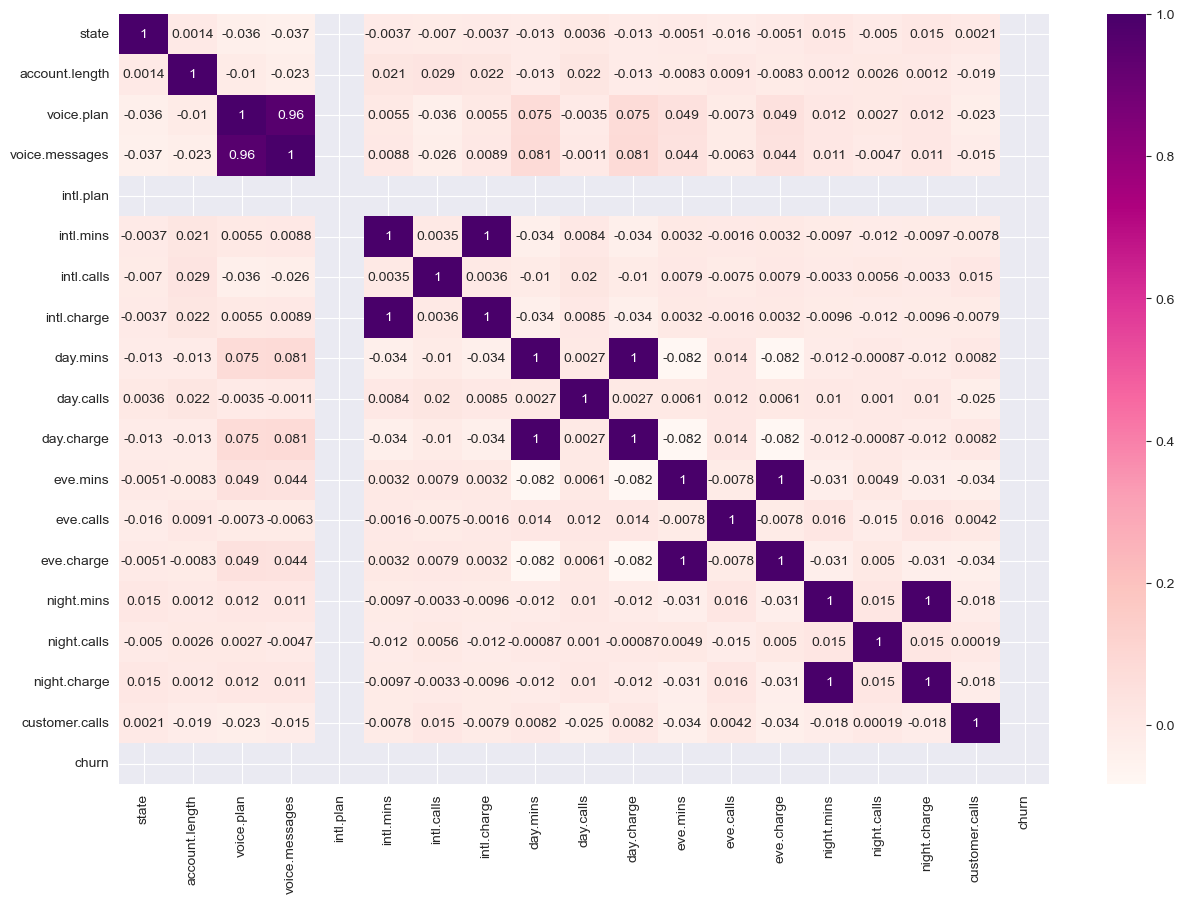 state 1 0.0014 -0.036 -0.037 -0.0037 -0.007 -0.0037 -0.013 0.0036 -0.013 -0.0051 -0.016 -0.0051 0.015 -0.005 0.015 0.0021
account.length 0.0014 1 -0.01 -0.023 0.021 0.029 0.022 -0.013 0.022 -0.013 -0.0083 0.0091 -0.0083 0.0012 0.0026 0.0012 -0.019
voice.plan -0.036 -0.01 1 0.96 0.0055 -0.036 0.0055 0.075 -0.0035 0.075 0.049 -0.0073 0.049 0.012 0.0027 0.012 -0.023
voice.messages -0.037 -0.023 0.96 1 0.0088 -0.026 0.0089 0.081 -0.0011 0.081 0.044 -0.0063 0.044 0.011 -0.0047 0.011 -0.015
intl.plan
intl.mins -0.0037 0.021 0.0055 0.0088 1 0.0035 1 -0.034 0.0084 -0.034 0.0032 -0.0016 0.0032 -0.0097 -0.012 -0.0097 -0.0078
intl.calls -0.007 0.029 -0.036 -0.026 0.0035 1 0.0036 -0.01 0.02 -0.01 0.0079 -0.0075 0.0079 -0.0033 0.0056 -0.0033 0.015
intl.charge -0.0037 0.022 0.0055 0.0089 1 0.0036 1 -0.034 0.0085 -0.034 0.0032 -0.0016 0.0032 -0.0096 -0.012 -0.0096 -0.0079
day.mins -0.013 -0.013 0.075 0.081 -0.034 -0.01 -0.034 1 0.0027 1 -0.082 0.014 -0.082 -0.012 -0.00087 -0.012 0.0082
day.calls 0.0036 0.022 -0.0035 -0.0011 0.0084 0.02 0.0085 0.0027 1 0.0027 0.0061 0.012 0.0061 0.01 0.001 0.01 -0.025
day.charge -0.013 -0.013 0.075 0.081 -0.034 -0.01 -0.034 1 0.0027 1 -0.082 0.014 -0.082 -0.012 -0.00087 -0.012 0.0082
eve.mins -0.0051 -0.0083 0.049 0.044 0.0032 0.0079 0.0032 -0.082 0.0061 -0.082 1 -0.0078 1 -0.031 0.0049 -0.031 -0.034
eve.calls -0.016 0.0091 -0.0073 -0.0063 -0.0016 -0.0075 -0.0016 0.014 0.012 0.014 -0.0078 1 -0.0078 0.016 -0.015 0.016 0.0042
eve.charge -0.0051 -0.0083 0.049 0.044 0.0032 0.0079 0.0032 -0.082 0.0061 -0.082 1 -0.0078 1 -0.031 0.005 -0.031 -0.034
night.mins 0.015 0.0012 0.012 0.011 -0.0097 -0.0033 -0.0096 -0.012 0.01 -0.012 -0.031 0.016 -0.031 1 0.015 1 -0.018
night.calls -0.005 0.0026 0.0027 -0.0047 -0.012 0.0056 -0.012 -0.00087 0.001 -0.00087 0.0049 -0.015 0.005 0.015 1 0.015 0.00019
night.charge 0.015 0.0012 0.012 0.011 -0.0097 -0.0033 -0.0096 -0.012 0.01 -0.012 -0.031 0.016 -0.031 1 0.015 1 -0.018
customer.calls 0.0021 -0.019 -0.023 -0.015 -0.0078 0.015 -0.0079 0.0082 -0.025 0.0082 -0.034 0.0042 -0.034 -0.018 0.00019 -0.018 1
churn
state
account.length
voice.plan
voice.messages
intl.plan
intl.mins
intl.calls
intl.charge
day.mins
day.calls
day.charge
eve.mins
eve.calls
eve.charge
night.mins
night.calls
night.charge
customer.calls
churn
1.0
0.8
0.6
0.4
0.2
0.0